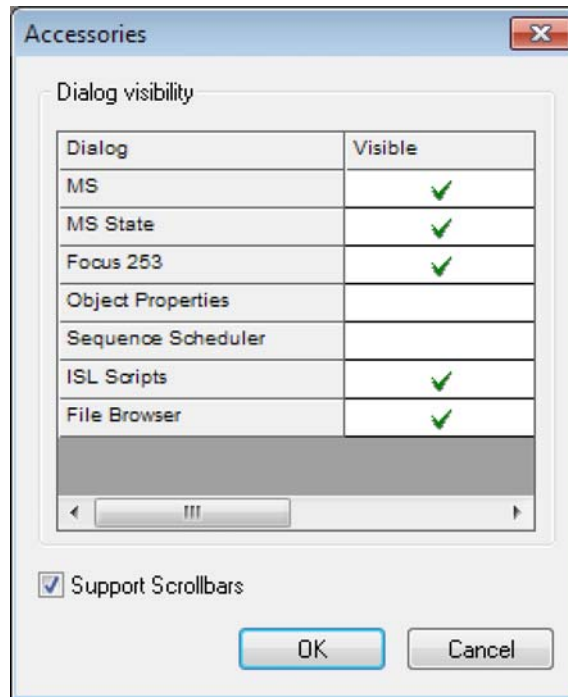 Accessories
Dialog visibility
Dialog Visible
MS
MS State
Focus 253
Object Properties
Sequence Scheduler
ISL Scripts
File Browser
Support Scrollbars
OK Cancel